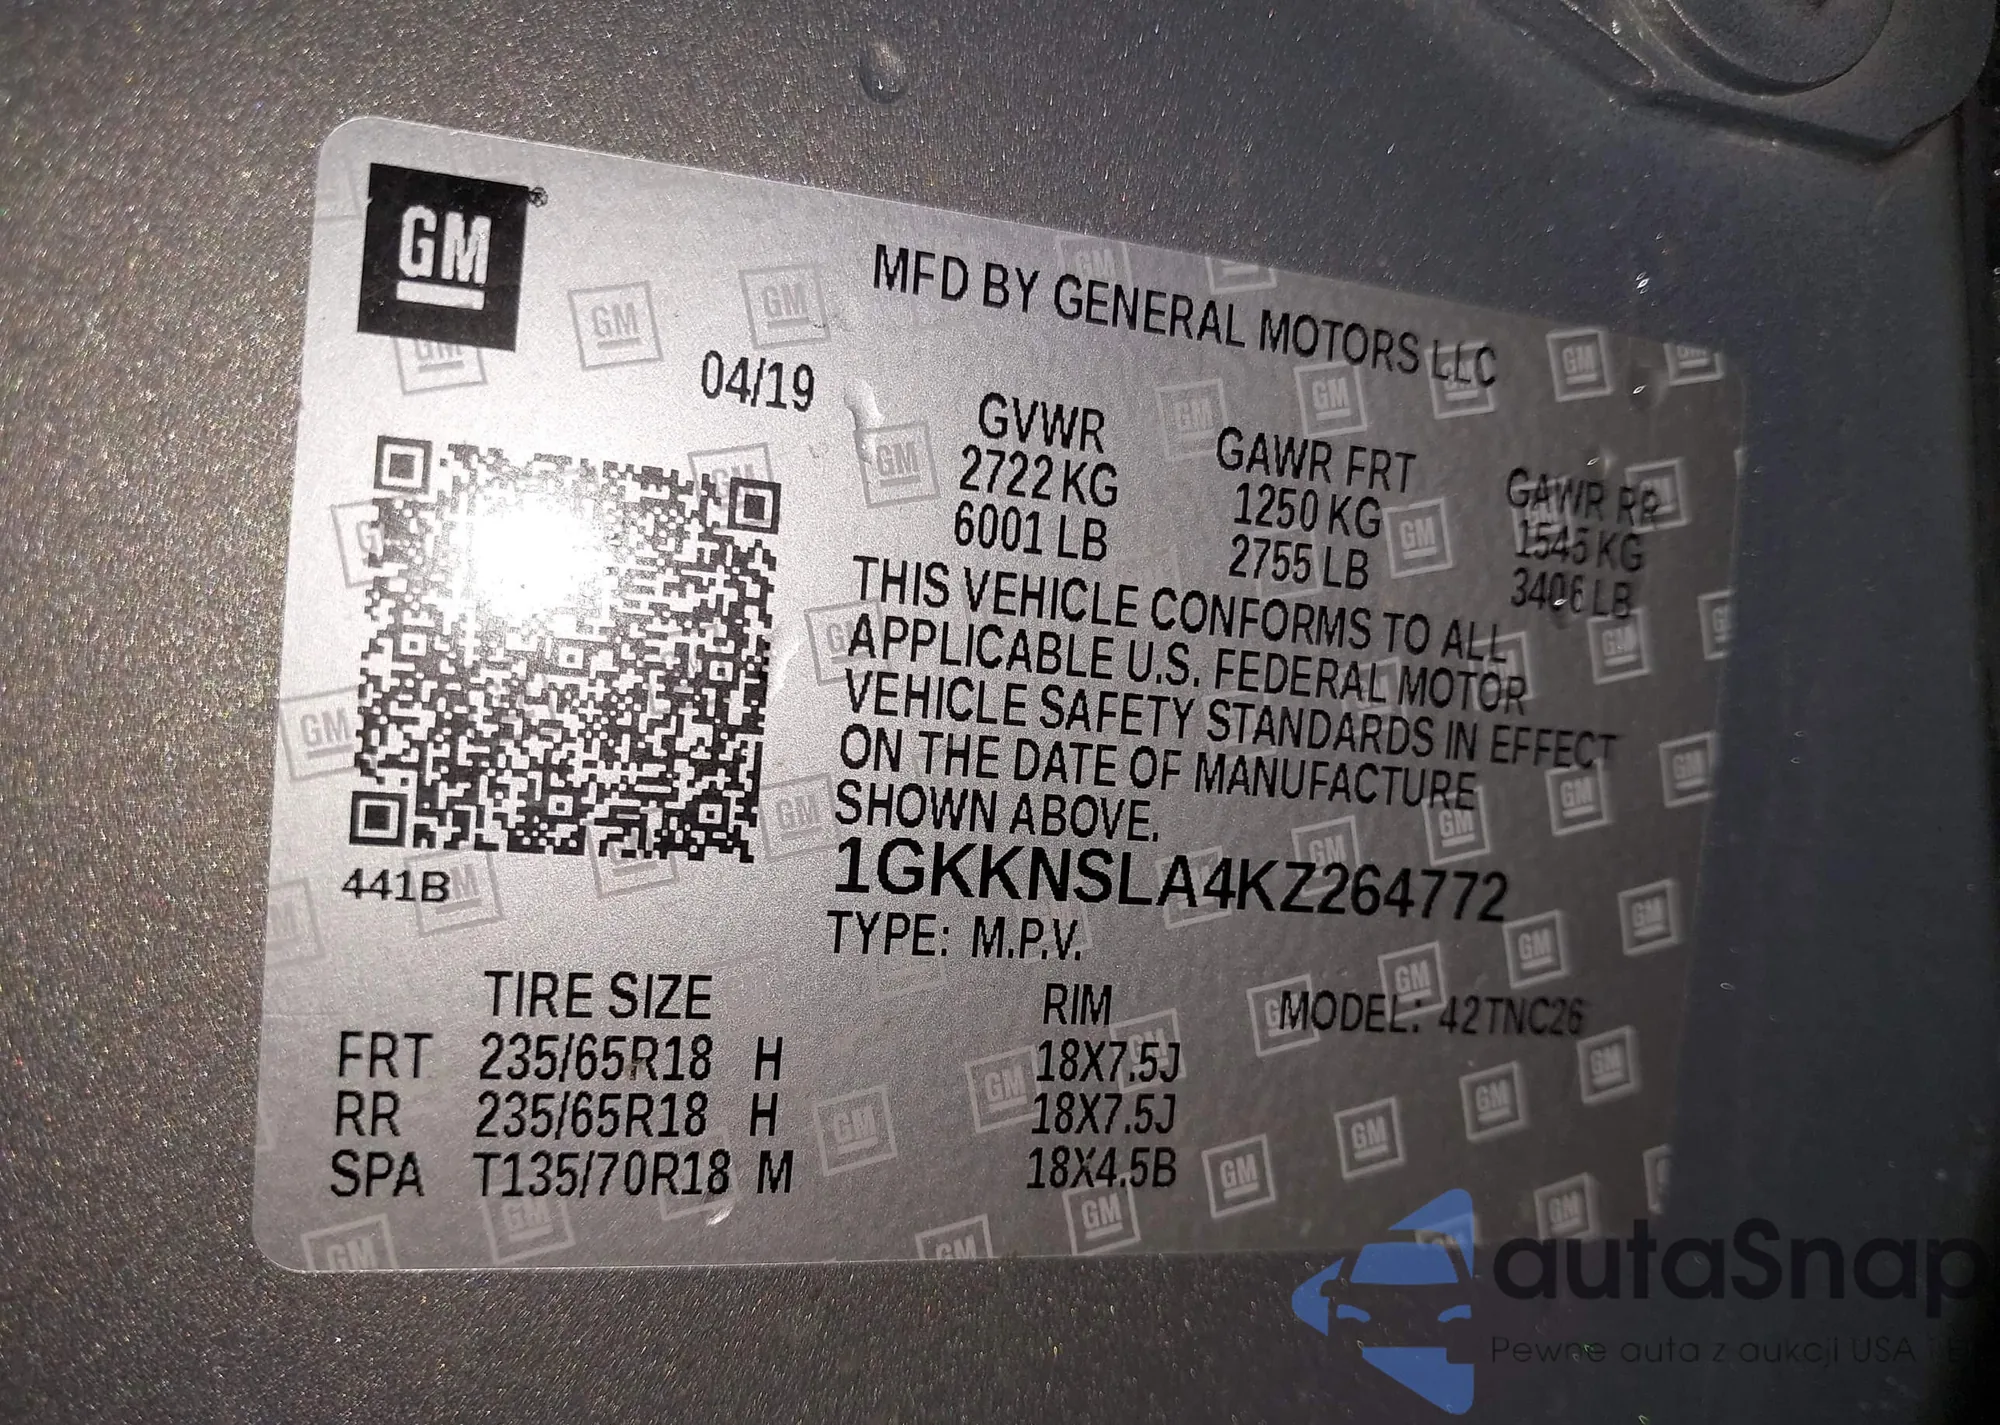 GM
MFD BY GENERAL MOTORS LLC
04/19
GVWR GAWR FRT GAWR RR
2722 KG 1250 KG 1545 KG
6001 LB 2755 LB 3406 LB
THIS VEHICLE CONFORMS TO ALL
APPLICABLE U.S. FEDERAL MOTOR
VEHICLE SAFETY STANDARDS IN EFFECT
ON THE DATE OF MANUFACTURE
SHOWN ABOVE.
441B
1GKKNSLA4KZ264772
TYPE: M.P.V.
TIRE SIZE RIM MODEL: 42TNC26
FRT 235/65R18 H 18X7.5J
RR 235/65R18 H 18X7.5J
SPA T135/70R18 M 18X4.5B
autaSnap
Pewne auta z aukcji USA i